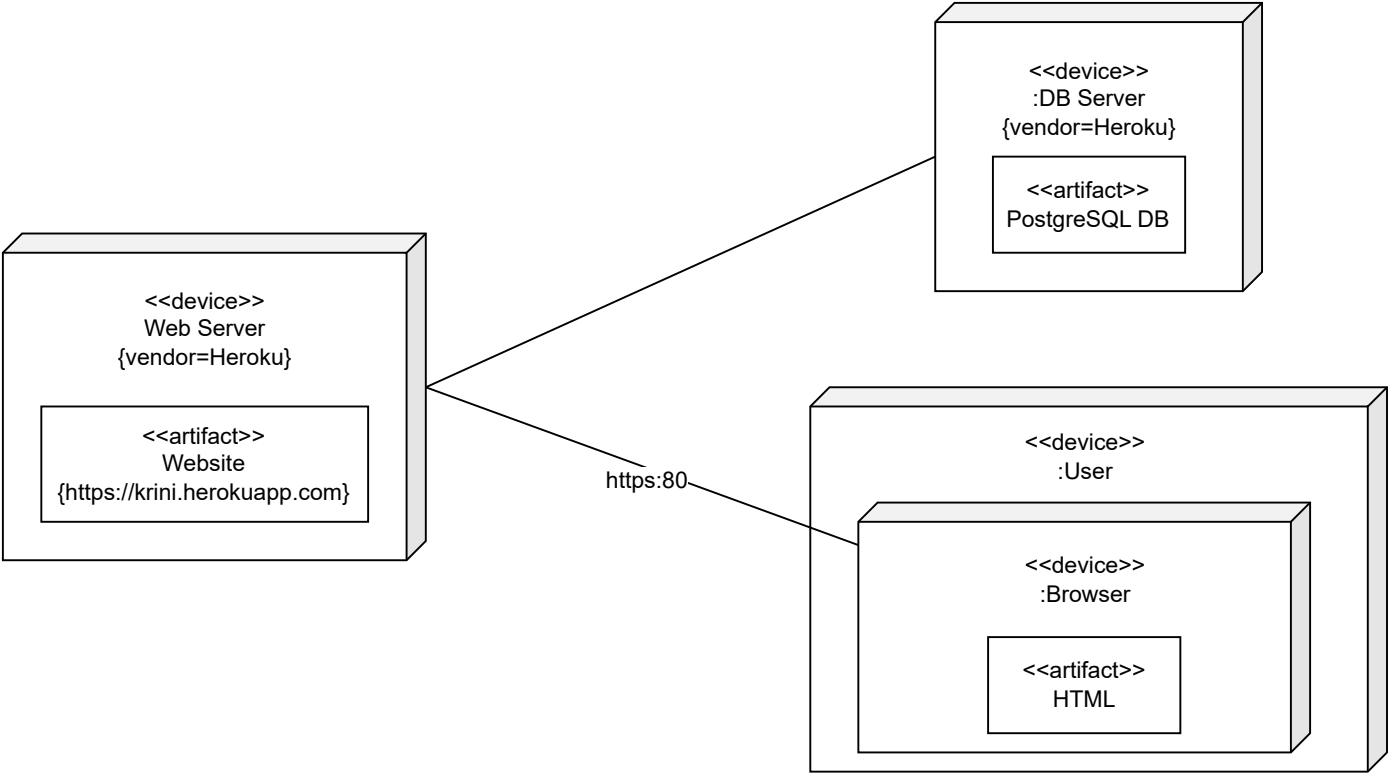 <<device>>
:DB Server
{vendor=Heroku}
<<artifact>>
PostgreSQL DB
<<device>>
Web Server
{vendor=Heroku}
<<artifact>>
Website
{https://krini.herokuapp.com}
https:80
<<device>>
:User
<<device>>
:Browser
<<artifact>>
HTML